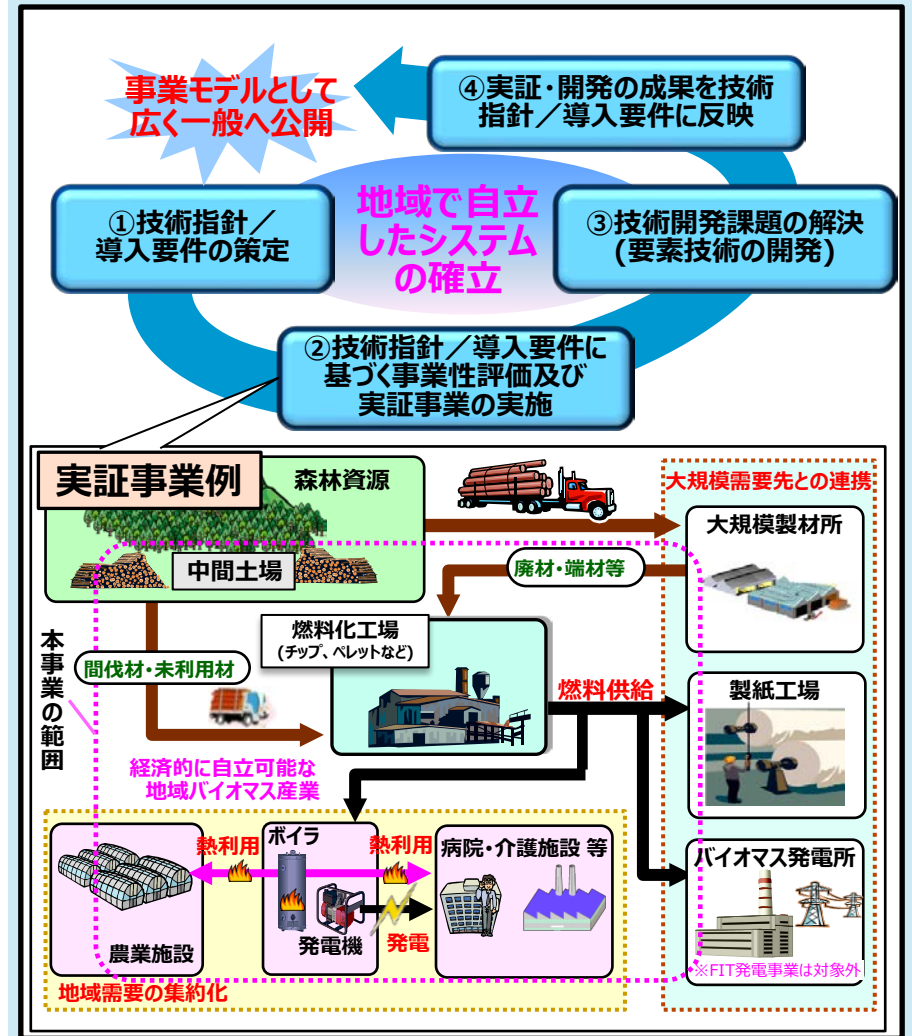 事業モデルとして
広く一般へ公開
④実証・開発の成果を技術
指針／導入要件に反映
①技術指針／
導入要件の策定
地域で自立
したシステム
の確立
③技術開発課題の解決
(要素技術の開発)
②技術指針／導入要件に
基づく事業性評価及び
実証事業の実施
実証事業例
森林資源
中間土場
大規模需要先との連携
大規模製材所
廃材・端材等
燃料化工場
(チップ、ペレットなど)
本事業の範囲
間伐材・未利用材
燃料供給
製紙工場
経済的に自立可能な
地域バイオマス産業
熱利用
ボイラ
熱利用
病院・介護施設 等
バイオマス発電所
農業施設
発電機
発電
※FIT発電事業は対象外
地域需要の集約化